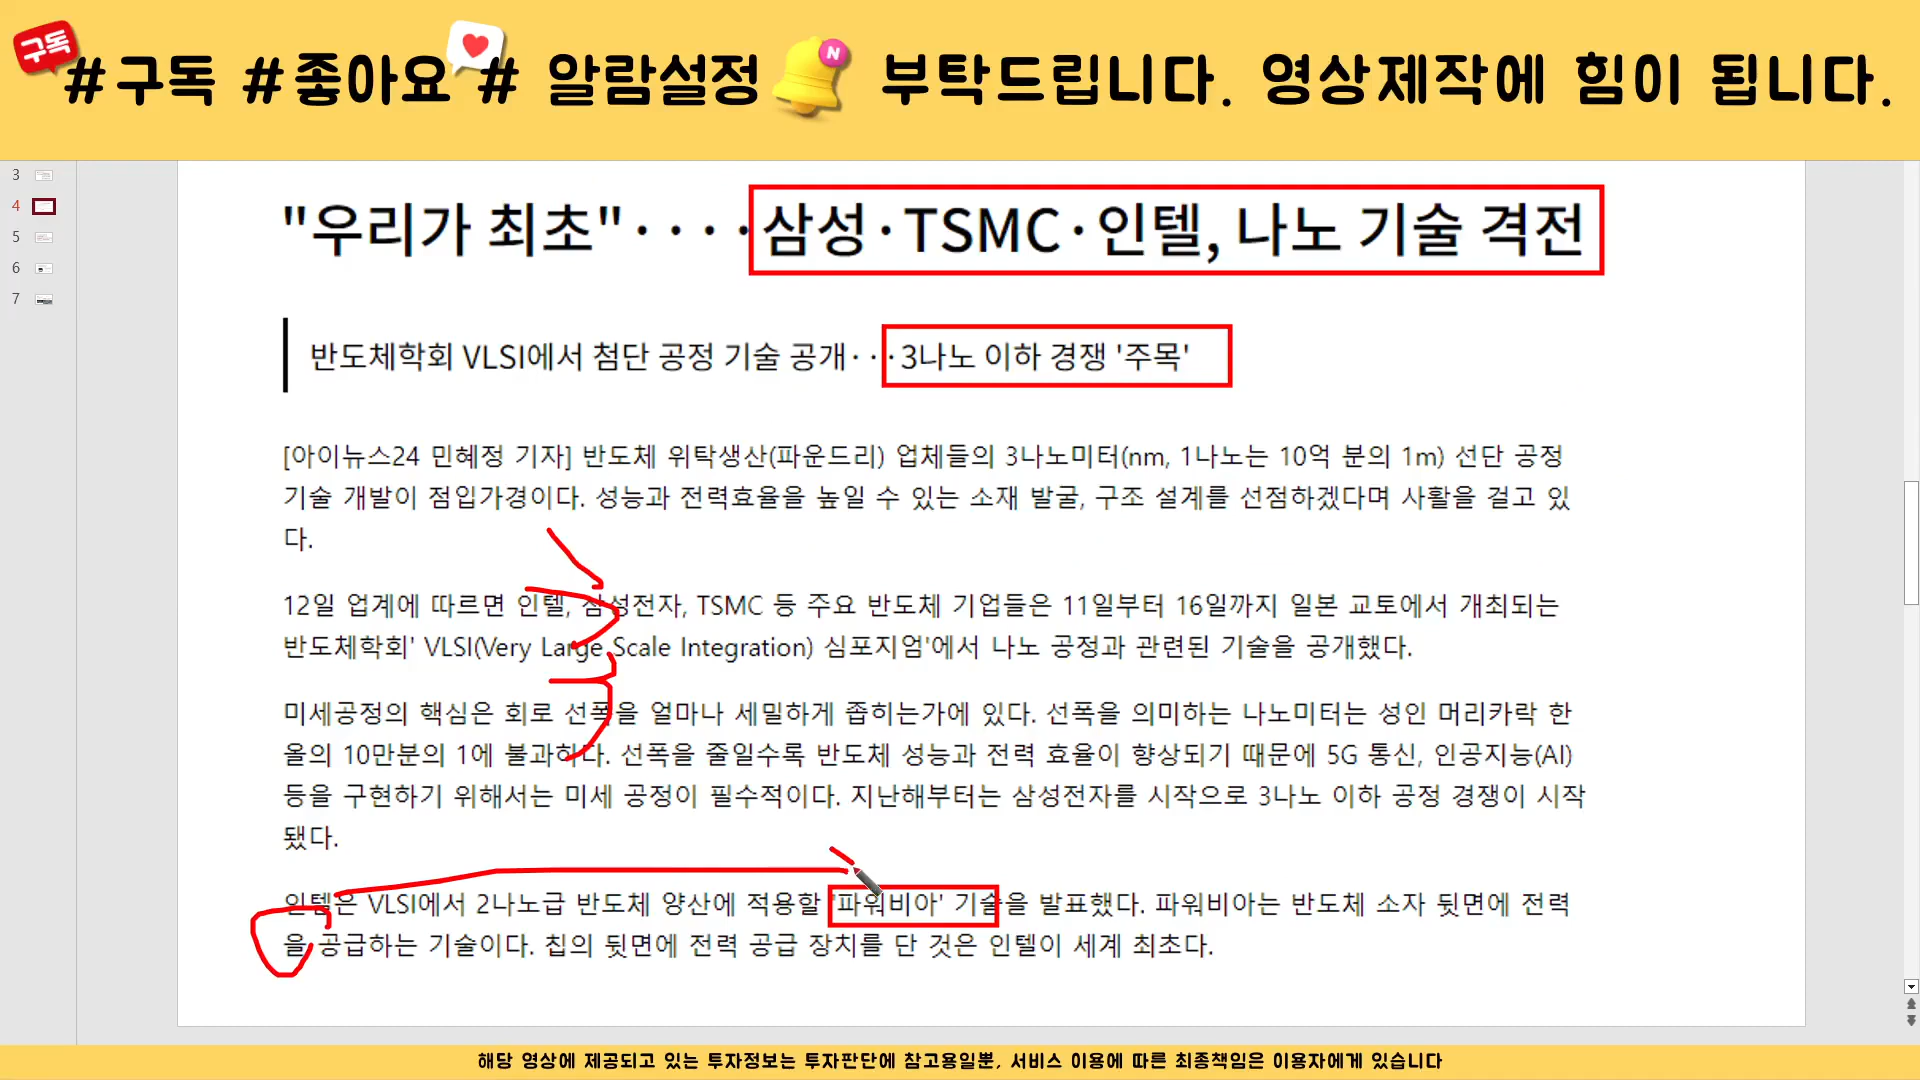 구독
#구독 #좋아요 # 알람설정 N 부탁드립니다. 영상제작에 힘이 됩니다.
3
4
5
6
7
"우리가 최초"····삼성·TSMC·인텔, 나노 기술 격전
반도체학회 VLSI에서 첨단 공정 기술 공개···3나노 이하 경쟁 '주목'
[아이뉴스24 민혜정 기자] 반도체 위탁생산(파운드리) 업체들의 3나노미터(nm, 1나노는 10억 분의 1m) 선단 공정
기술 개발이 점입가경이다. 성능과 전력효율을 높일 수 있는 소재 발굴, 구조 설계를 선점하겠다며 사활을 걸고 있
다.
12일 업계에 따르면 인텔, 삼성전자, TSMC 등 주요 반도체 기업들은 11일부터 16일까지 일본 교토에서 개최되는
반도체학회' VLSI(Very Large Scale Integration) 심포지엄'에서 나노 공정과 관련된 기술을 공개했다.
미세공정의 핵심은 회로 선폭을 얼마나 세밀하게 좁히는가에 있다. 선폭을 의미하는 나노미터는 성인 머리카락 한
올의 10만분의 1에 불과하다. 선폭을 줄일수록 반도체 성능과 전력 효율이 향상되기 때문에 5G 통신, 인공지능(AI)
등을 구현하기 위해서는 미세 공정이 필수적이다. 지난해부터는 삼성전자를 시작으로 3나노 이하 공정 경쟁이 시작
됐다.
인텔은 VLSI에서 2나노급 반도체 양산에 적용할 '파워비아' 기술을 발표했다. 파워비아는 반도체 소자 뒷면에 전력
을 공급하는 기술이다. 칩의 뒷면에 전력 공급 장치를 단 것은 인텔이 세계 최초다.
해당 영상에 제공되고 있는 투자정보는 투자판단에 참고용일뿐, 서비스 이용에 따른 최종책임은 이용자에게 있습니다